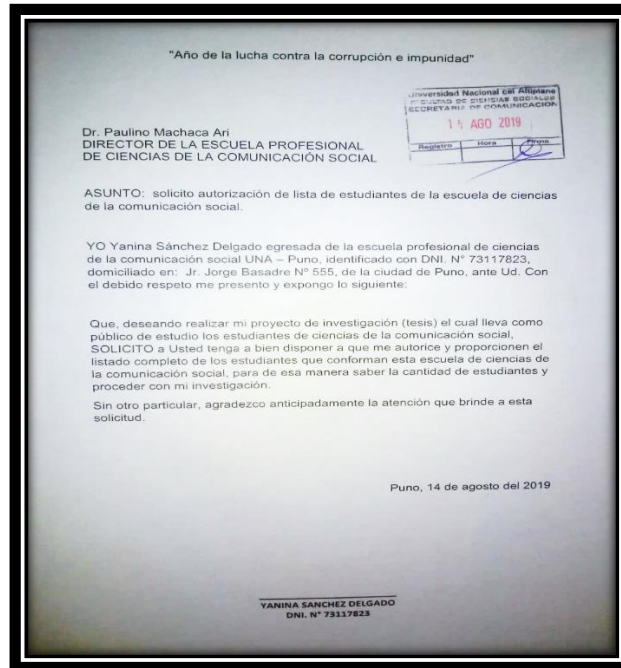 "Año de la lucha contra la corrupción e impunidad"
Universidad Nacional del Altiplano
FACULTAD DE CIENCIAS SOCIALES
SECRETARIA DE COMUNICACIÓN
AGO 2019
Registro Hora Firma
Dr. Paulino Machaca Ari
DIRECTOR DE LA ESCUELA PROFESIONAL
DE CIENCIAS DE LA COMUNICACIÓN SOCIAL
ASUNTO: solicito autorización de lista de estudiantes de la escuela de ciencias
de la comunicación social.
YO Yanina Sánchez Delgado egresada de la escuela profesional de ciencias
de la comunicación social UNA – Puno, identificado con DNI. N° 73117823,
domiciliado en: Jr. Jorge Basadre Nº 555, de la ciudad de Puno, ante Ud. Con
el debido respeto me presento y expongo lo siguiente:
Que, deseando realizar mi proyecto de investigación (tesis) el cual lleva como
público de estudio los estudiantes de ciencias de la comunicación social,
SOLICITO a Usted tenga a bien disponer a que me autorice y proporcionen el
listado completo de los estudiantes que conforman esta escuela de ciencias de
la comunicación social, para de esa manera saber la cantidad de estudiantes y
proceder con mi investigación.
Sin otro particular, agradezco anticipadamente la atención que brinde a esta
solicitud.
Puno, 14 de agosto del 2019
YANINA SANCHEZ DELGADO
DNI. N° 73117823